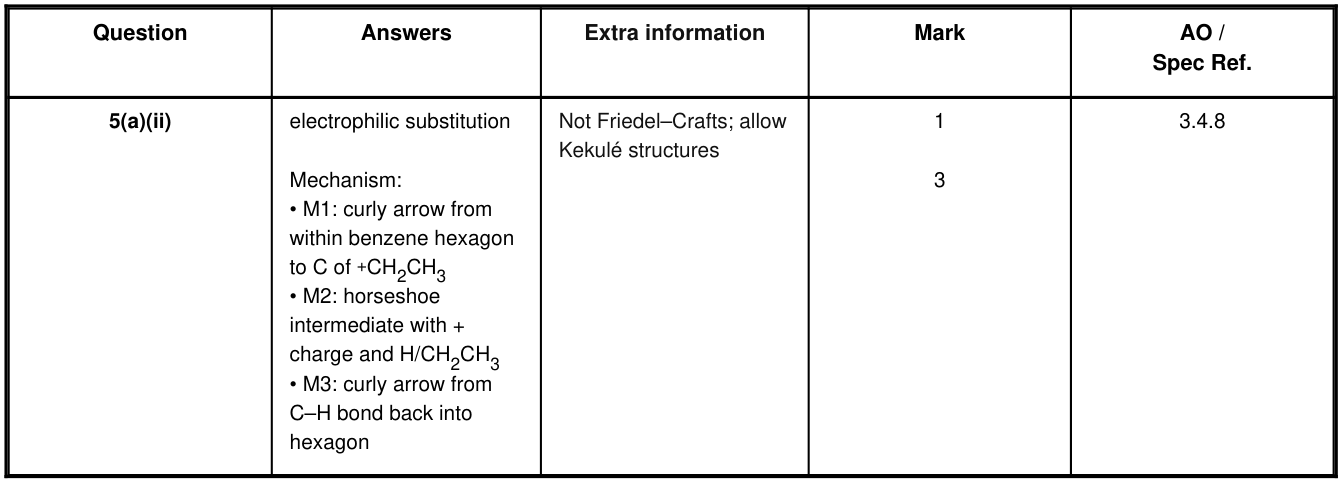 Question Answers Extra information Mark AO /
Spec Ref.
5(a)(ii) electrophilic substitution Not Friedel–Crafts; allow 1 3.4.8
Kekulé structures
Mechanism: 3
• M1: curly arrow from
within benzene hexagon
to C of +CH2CH3
• M2: horseshoe
intermediate with +
charge and H/CH2CH3
• M3: curly arrow from
C–H bond back into
hexagon